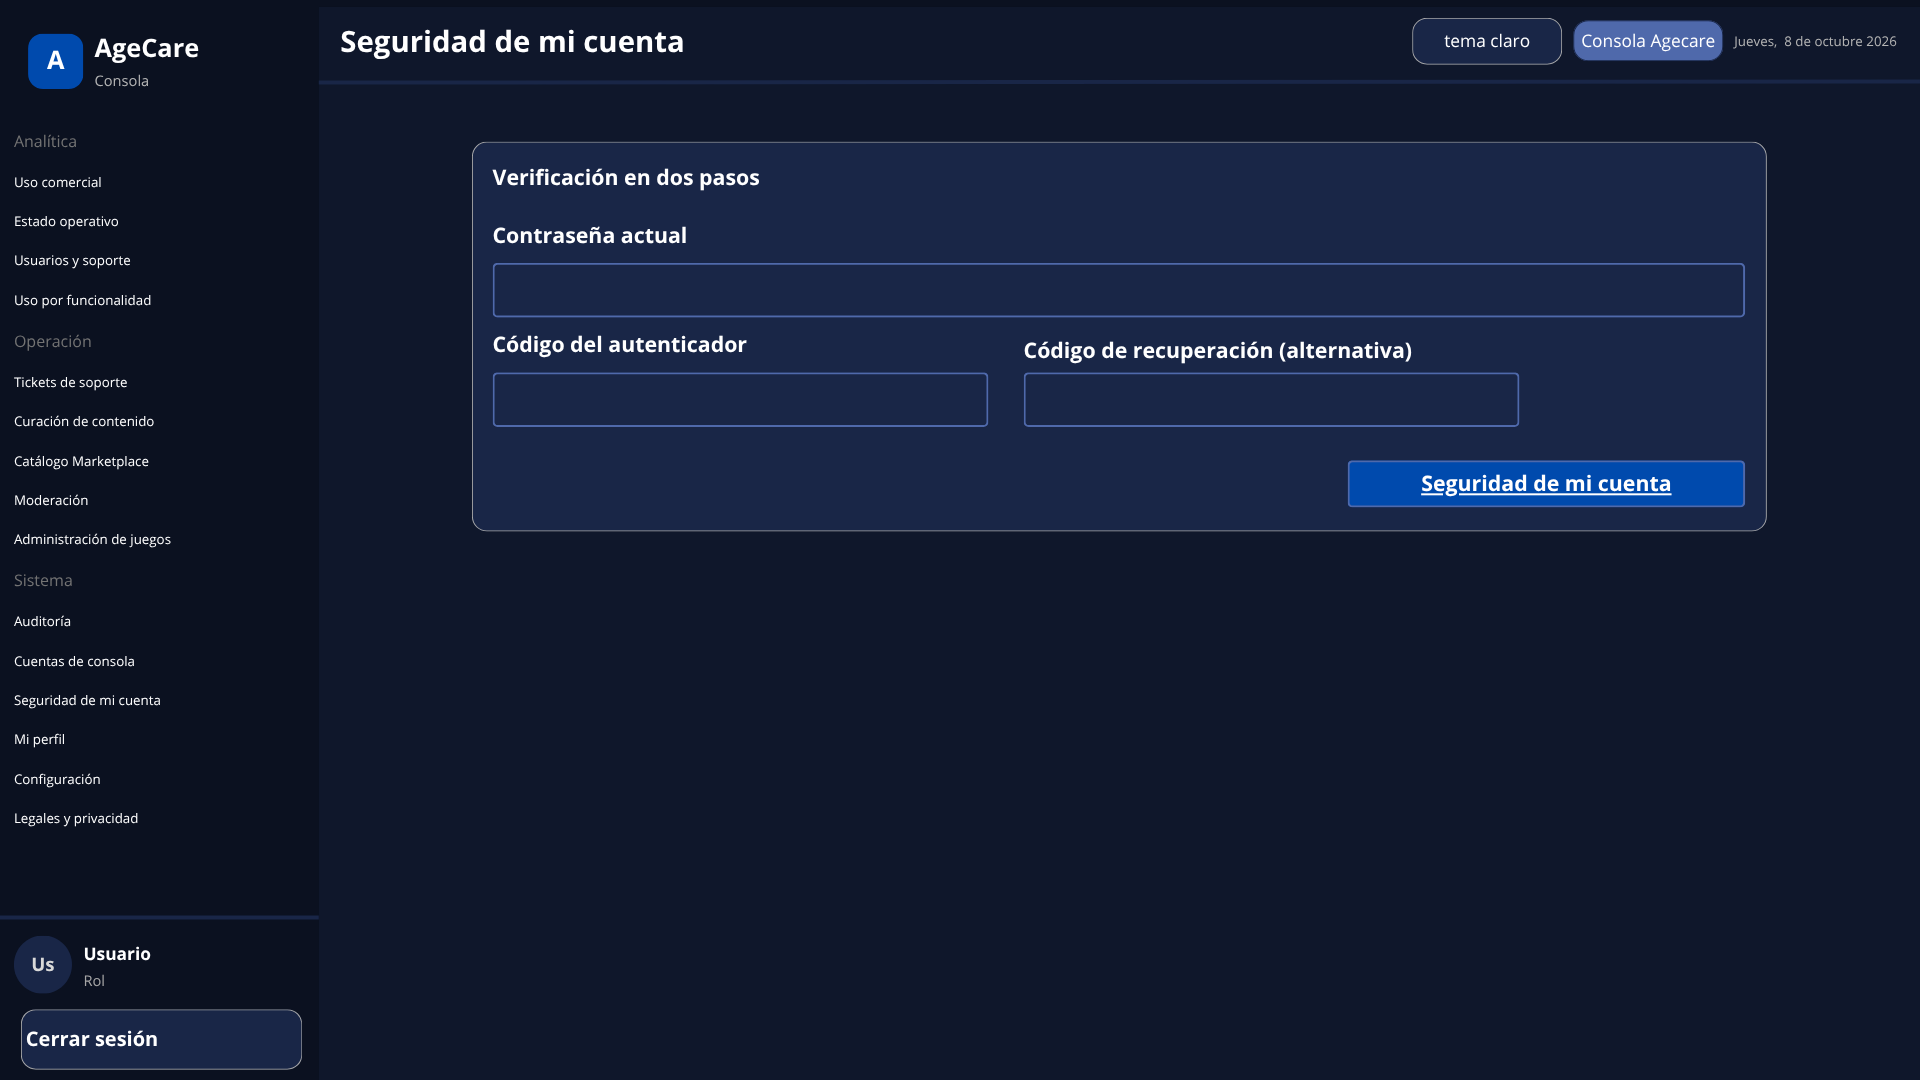 A
AgeCare
Consola
Analítica
Uso comercial
Estado operativo
Usuarios y soporte
Uso por funcionalidad
Operación
Tickets de soporte
Curación de contenido
Catálogo Marketplace
Moderación
Administración de juegos
Sistema
Auditoría
Cuentas de consola
Seguridad de mi cuenta
Mi perfil
Configuración
Legales y privacidad
Us
Usuario
Rol
Cerrar sesión
Seguridad de mi cuenta
tema claro
Consola Agecare
Jueves, 8 de octubre 2026
Verificación en dos pasos
Contraseña actual
Código del autenticador
Código de recuperación (alternativa)
Seguridad de mi cuenta